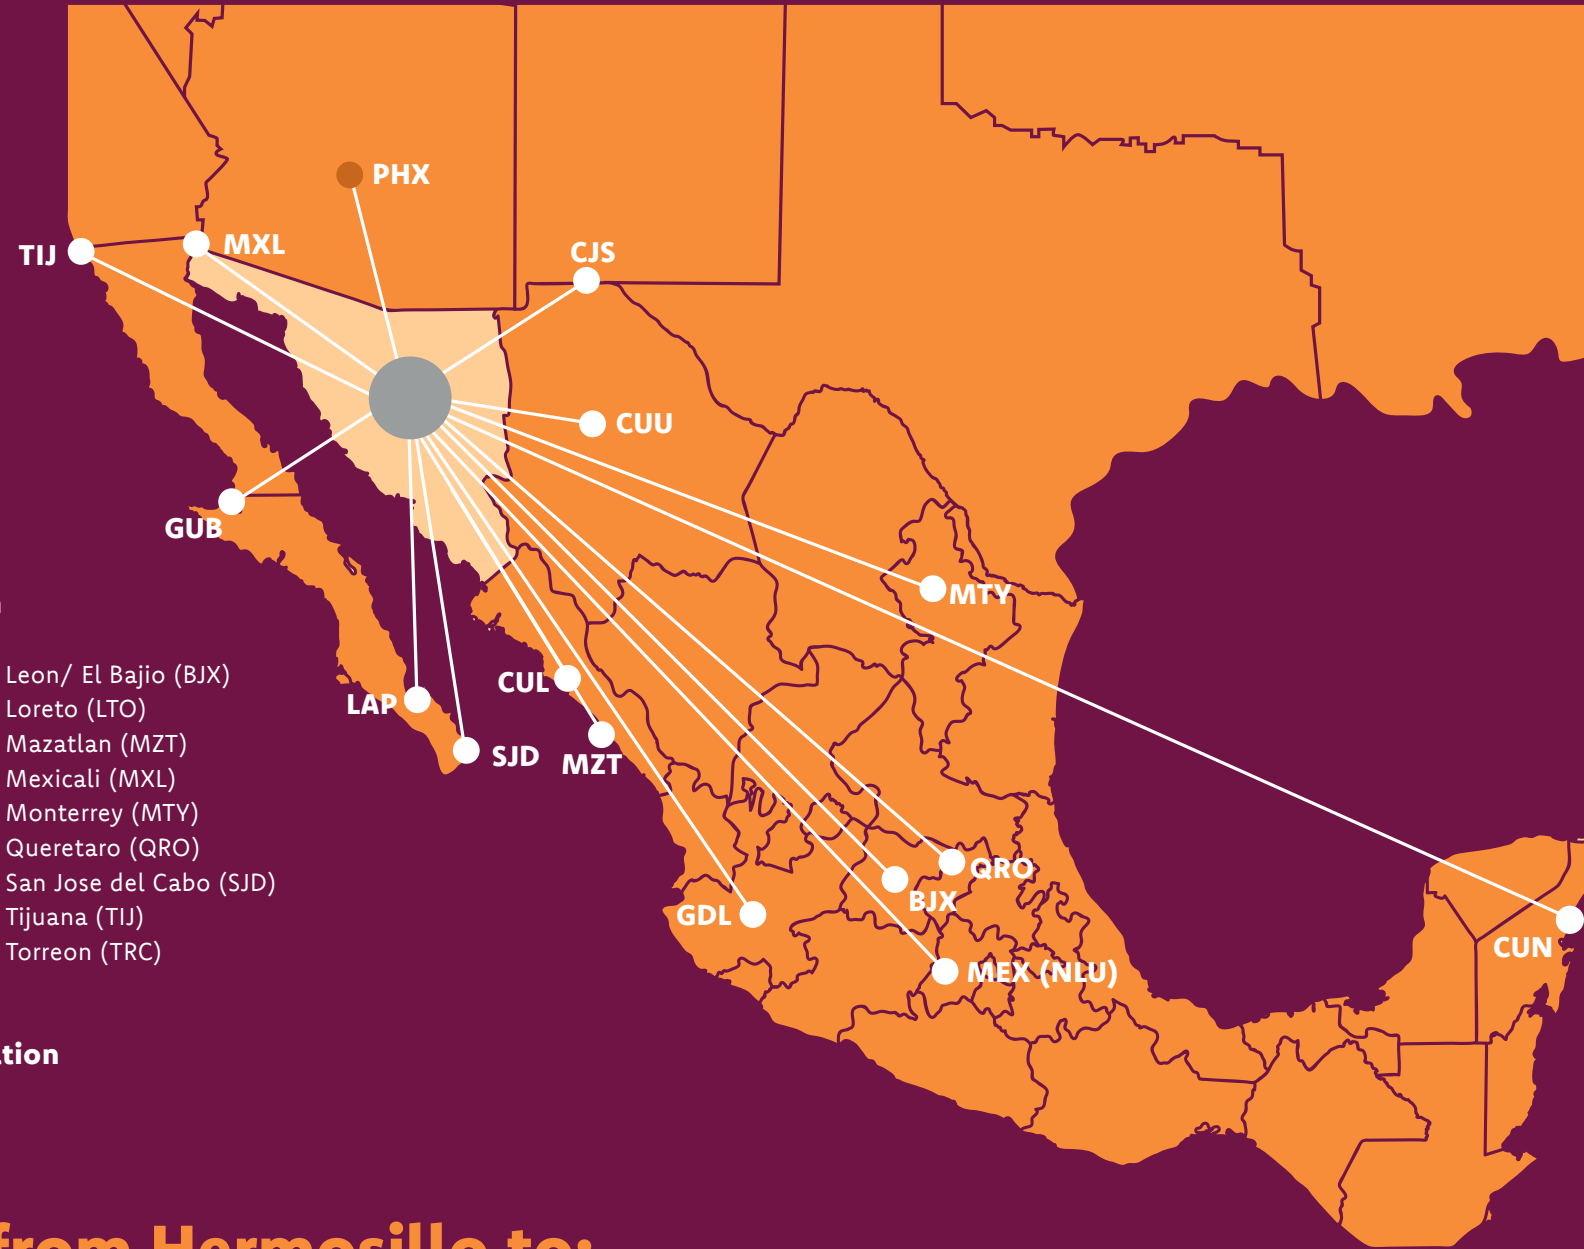 PHX
TIJ
MXL
CJS
CUU
GUB
MTY
Leon/ El Bajio (BJX)
Loreto (LTO)
Mazatlan (MZT)
Mexicali (MXL)
Monterrey (MTY)
Queretaro (QRO)
San Jose del Cabo (SJD)
Tijuana (TIJ)
Torreon (TRC)
CUL
LAP
SJD
MZT
QRO
BJX
GDL
CUN
MEX (NLU)
from Hermosillo to: